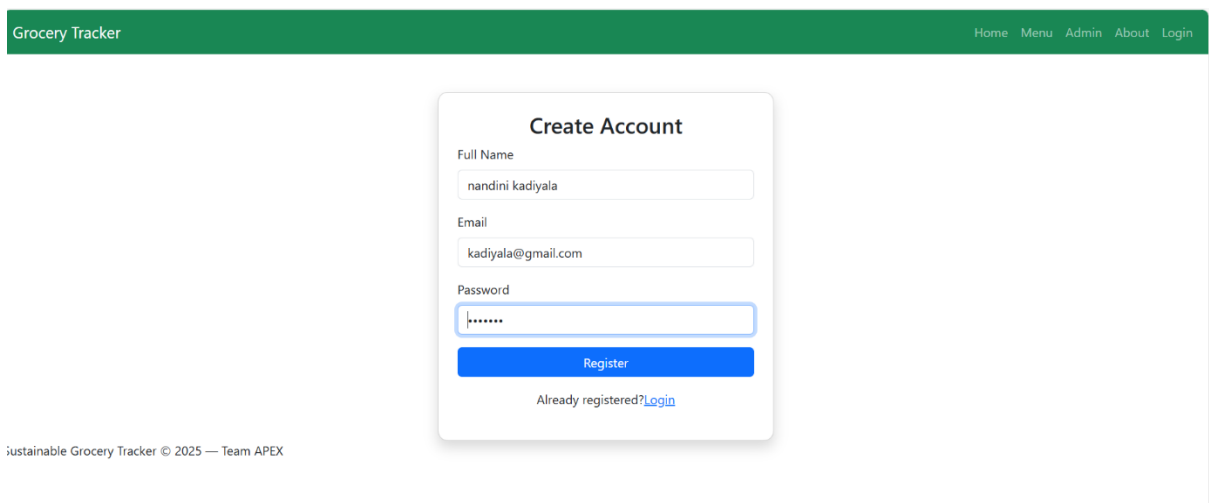 Grocery Tracker Home Menu Admin About Login
Create Account
Full Name
nandini kadiyala
Email
kadiyala@gmail.com
Password
•••••••
Register
Already registered?Login
Sustainable Grocery Tracker © 2025 — Team APEX